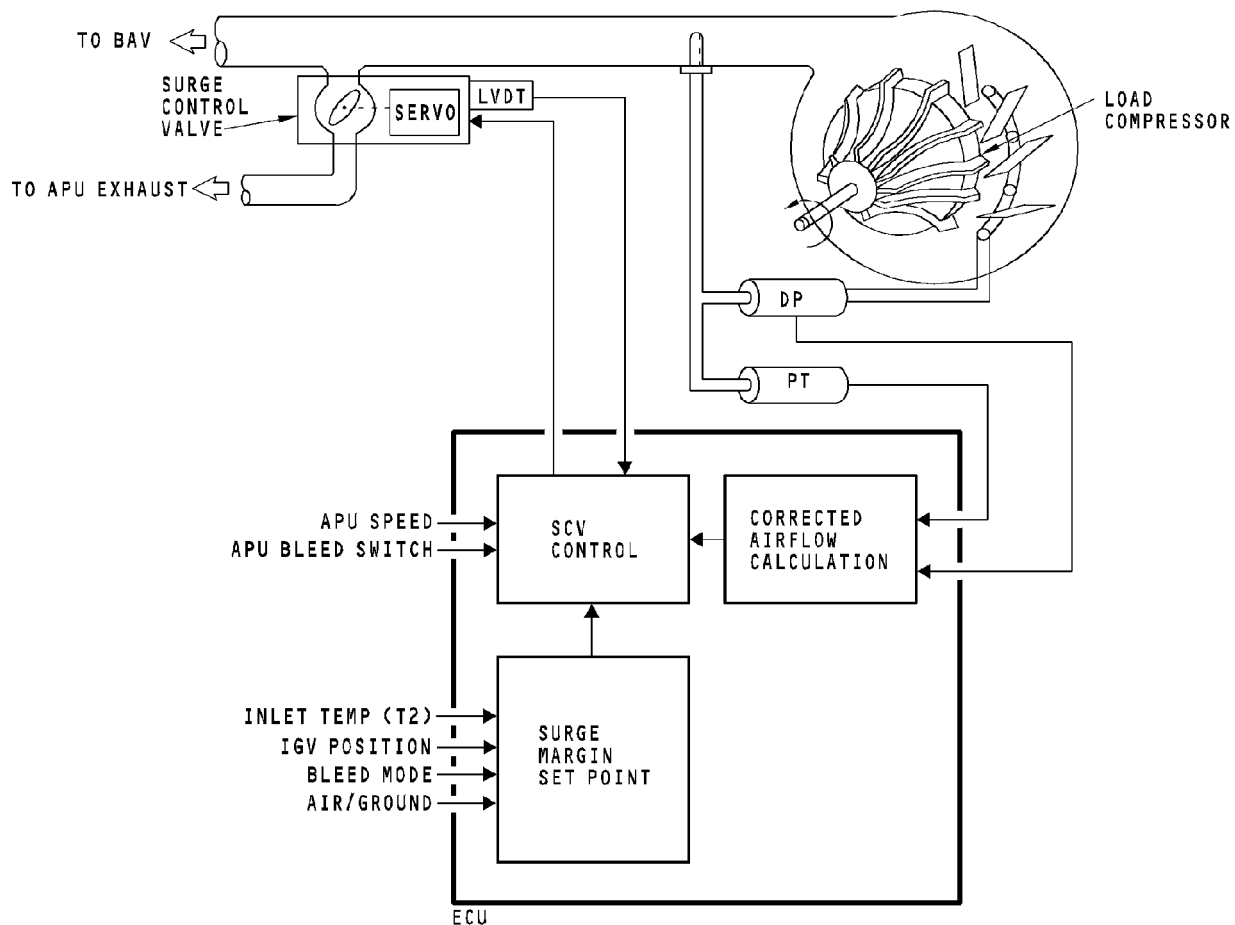 TO BAV
SURGE
CONTROL
VALVE
SERVO
LVDT
LOAD
COMPRESSOR
TO APU EXHAUST
DP
PT
APU SPEED
APU BLEED SWITCH
SCV
CONTROL
CORRECTED
AIRFLOW
CALCULATION
INLET TEMP (T2)
IGV POSITION
BLEED MODE
AIR/GROUND
SURGE
MARGIN
SET POINT
ECU